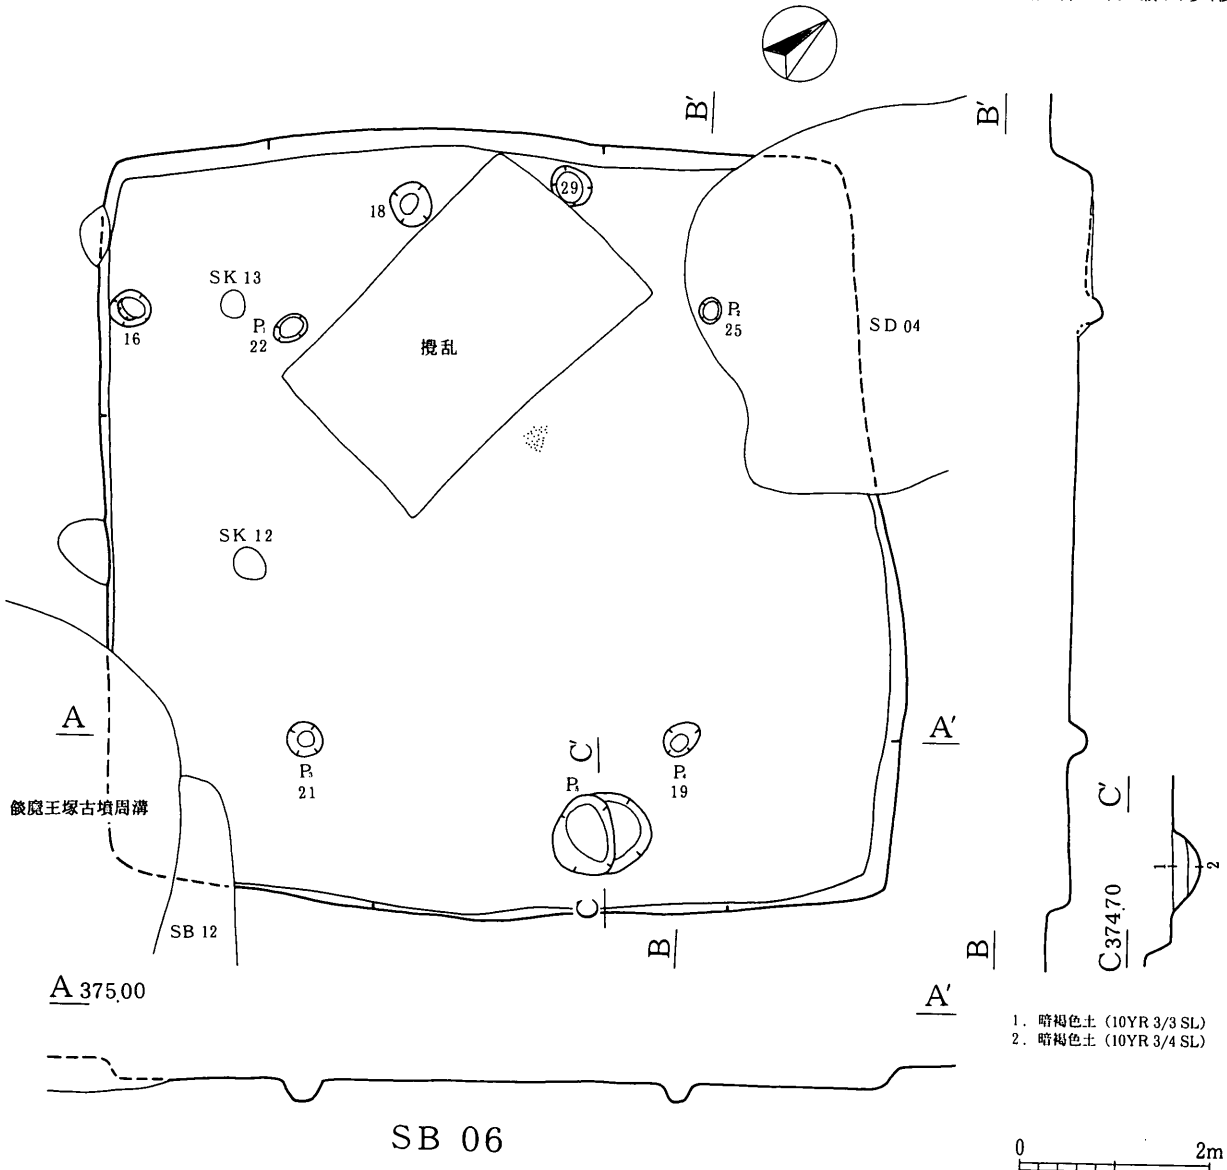 B'
B'
29
18
SK 13
16
P₁
22
P₂
25
SD 04
攪乱
SK 12
A
A'
C'
P₃
21
P₄
19
P₅
C'
餤魔王塚古墳周溝
1
2
SB 12
C
B
B
C 374.70
A 375.00
A'
1. 暗褐色土 (10YR 3/3 SL)
2. 暗褐色土 (10YR 3/4 SL)
SB 06
0
2m